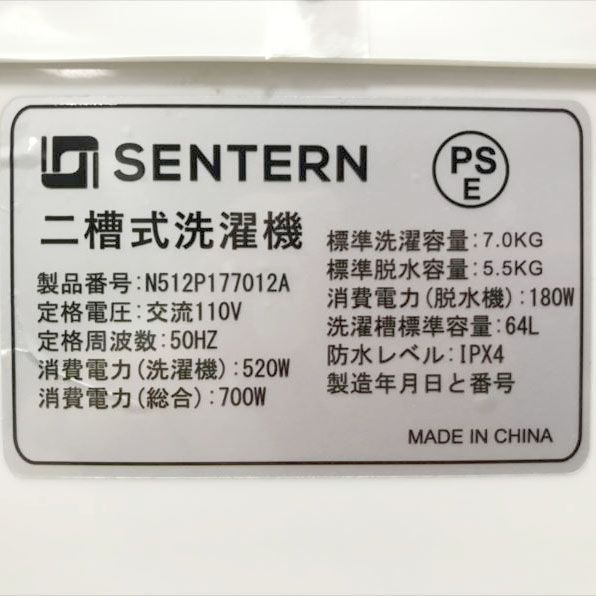 SENTERN
PS
E
二槽式洗濯機
製品番号:N512P177012A
定格電圧:交流110V
定格周波数:50HZ
消費電力(洗濯機):520W
消費電力(総合):700W
標準洗濯容量:7.0KG
標準脱水容量:5.5KG
消費電力(脱水機):180W
洗濯槽標準容量:64L
防水レベル:IPX4
製造年月日と番号
MADE IN CHINA